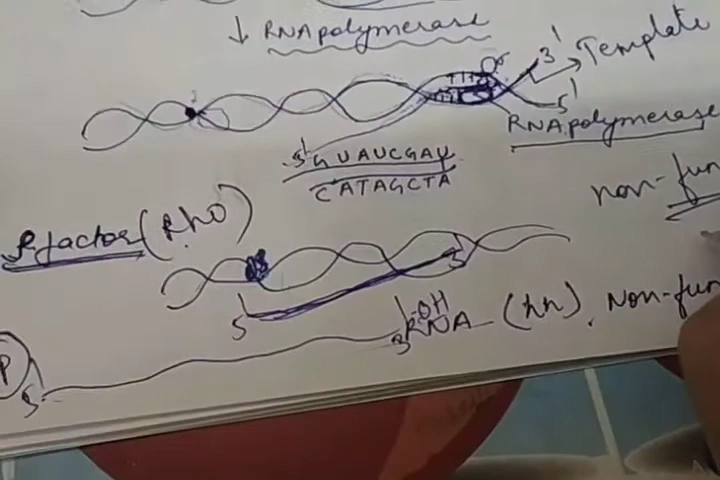 ↓ RNA polymerase
3' Template
5'
RNA polymerase
5' GUAUCGAU
CATAGCTA
non-fun
factor (Rho)
3'
5'
OH
3' RNA (hn). Non-fun
P
5'